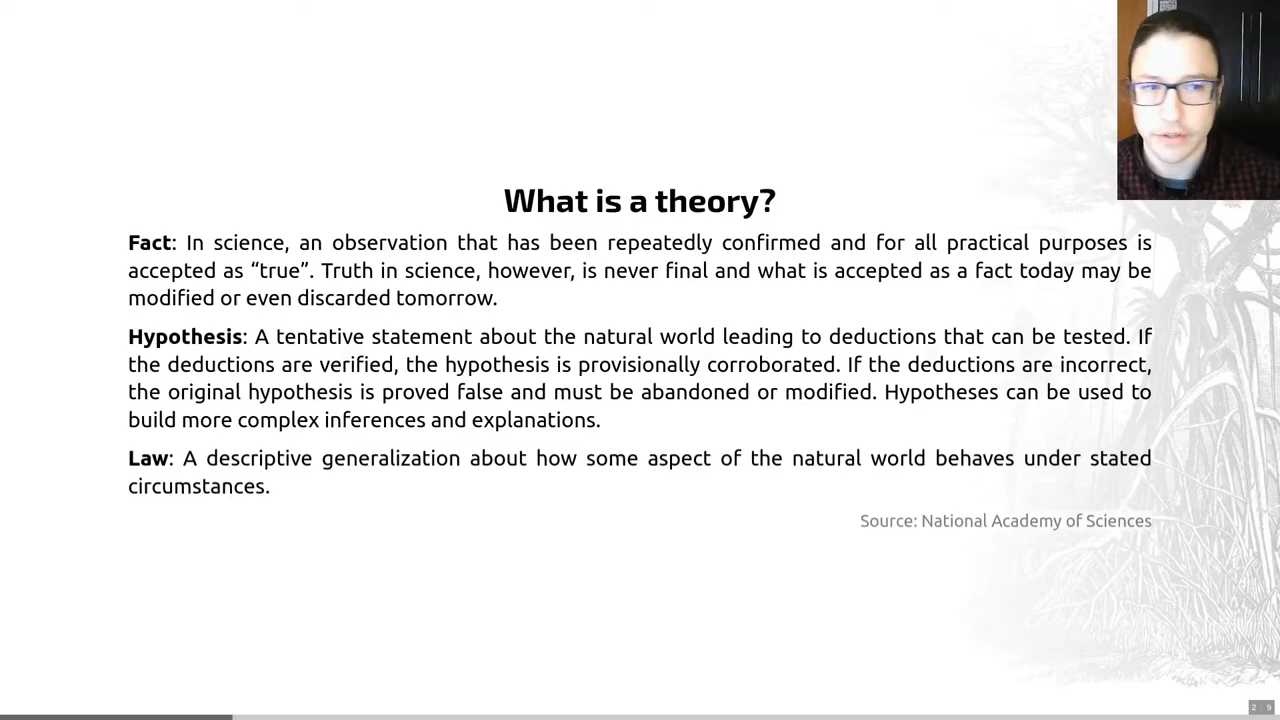 What is a theory?
Fact: In science, an observation that has been repeatedly confirmed and for all practical purposes is
accepted as “true”. Truth in science, however, is never final and what is accepted as a fact today may be
modified or even discarded tomorrow.
Hypothesis: A tentative statement about the natural world leading to deductions that can be tested. If
the deductions are verified, the hypothesis is provisionally corroborated. If the deductions are incorrect,
the original hypothesis is proved false and must be abandoned or modified. Hypotheses can be used to
build more complex inferences and explanations.
Law: A descriptive generalization about how some aspect of the natural world behaves under stated
circumstances.
Source: National Academy of Sciences
2 . 9